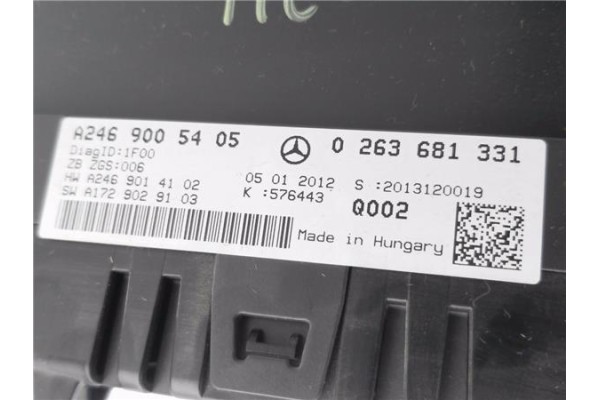 A246 900 54 05 0 263 681 331
DiagID:1F00
ZB ZGS:006
HW A246 901 41 02 05 01 2012 S :2013120019
SW A172 902 91 03 K :576443 Q002
Made in Hungary